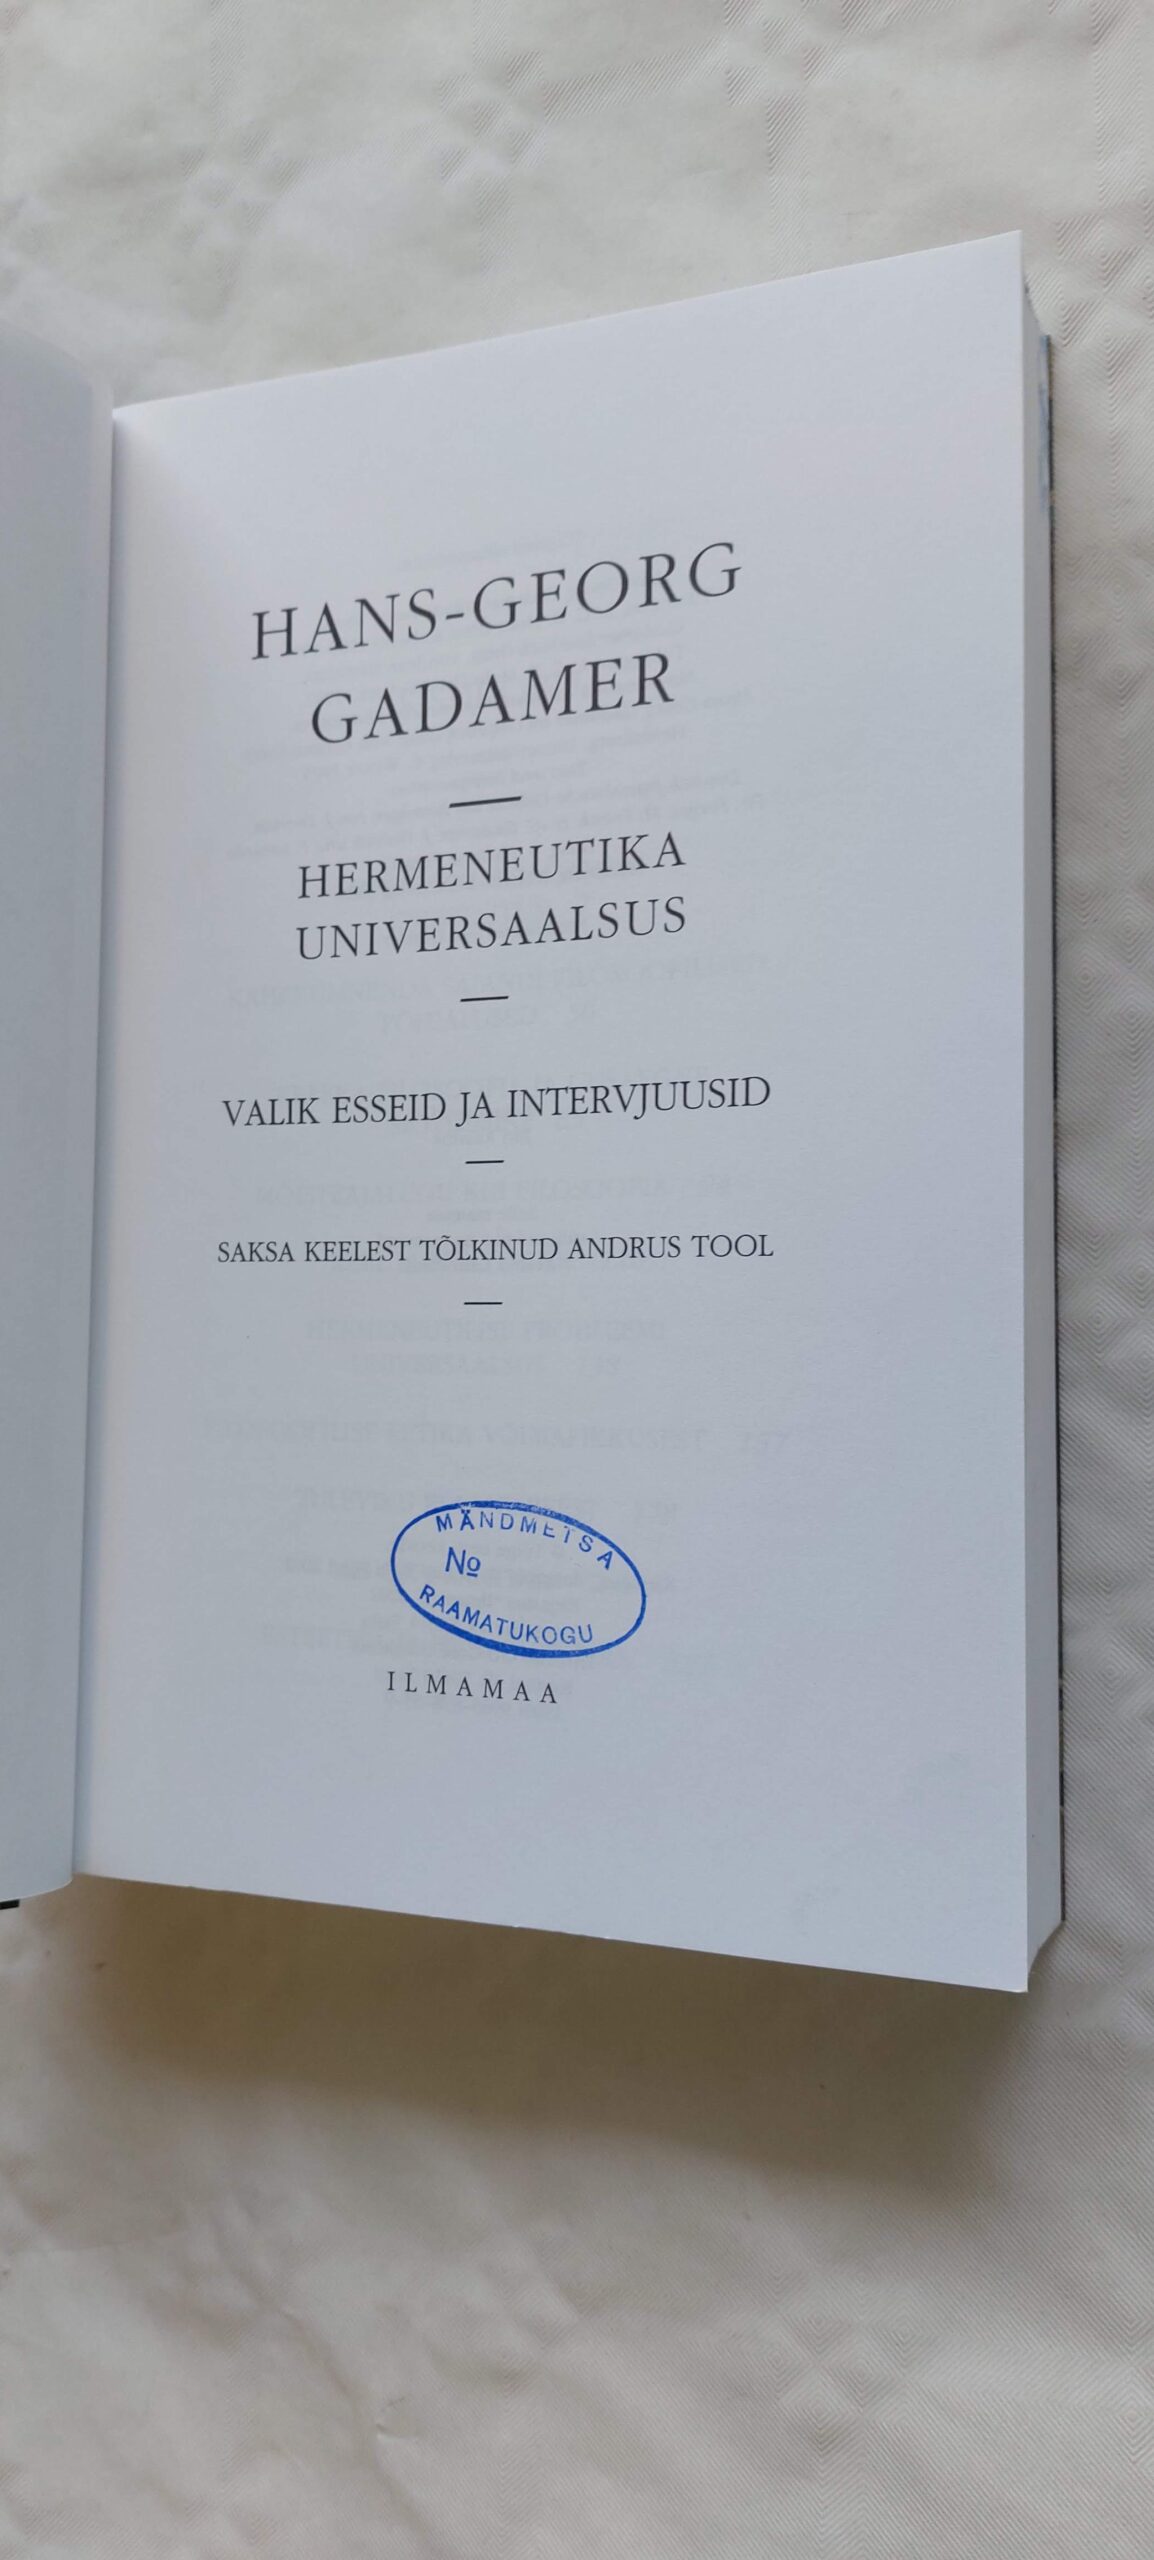 HANS-GEORG
GADAMER
HERMENEUTIKA
UNIVERSAALSUS
VALIK ESSEID JA INTERVJUUSID
SAKSA KEELEST TÕLKINUD ANDRUS TOOL
MÄNDMETSA
№
RAAMATUKOGU
ILMAMAA